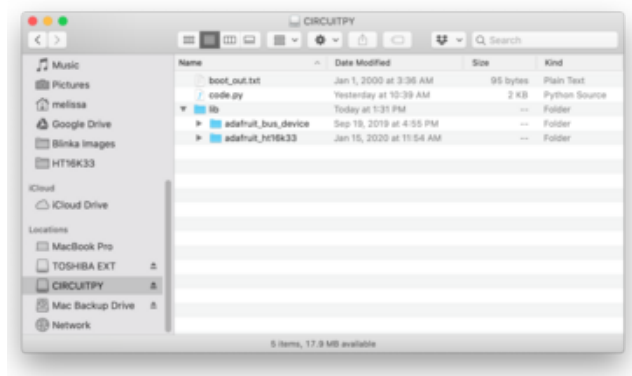 CIRCUITPY
Search
Music
Pictures
melissa
Google Drive
Blinka Images
HT16K33
iCloud
iCloud Drive
Locations
MacBook Pro
TOSHIBA EXT
CIRCUITPY
Mac Backup Drive
Network
Name Date Modified Size Kind
boot_out.txt Jan 1, 2000 at 3:36 AM 95 bytes Plain Text
code.py Yesterday at 10:39 AM 2 KB Python Source
lib Today at 1:31 PM -- Folder
adafruit_bus_device Sep 19, 2019 at 4:55 PM -- Folder
adafruit_ht16k33 Jan 15, 2020 at 11:54 AM -- Folder
5 items, 17.9 MB available